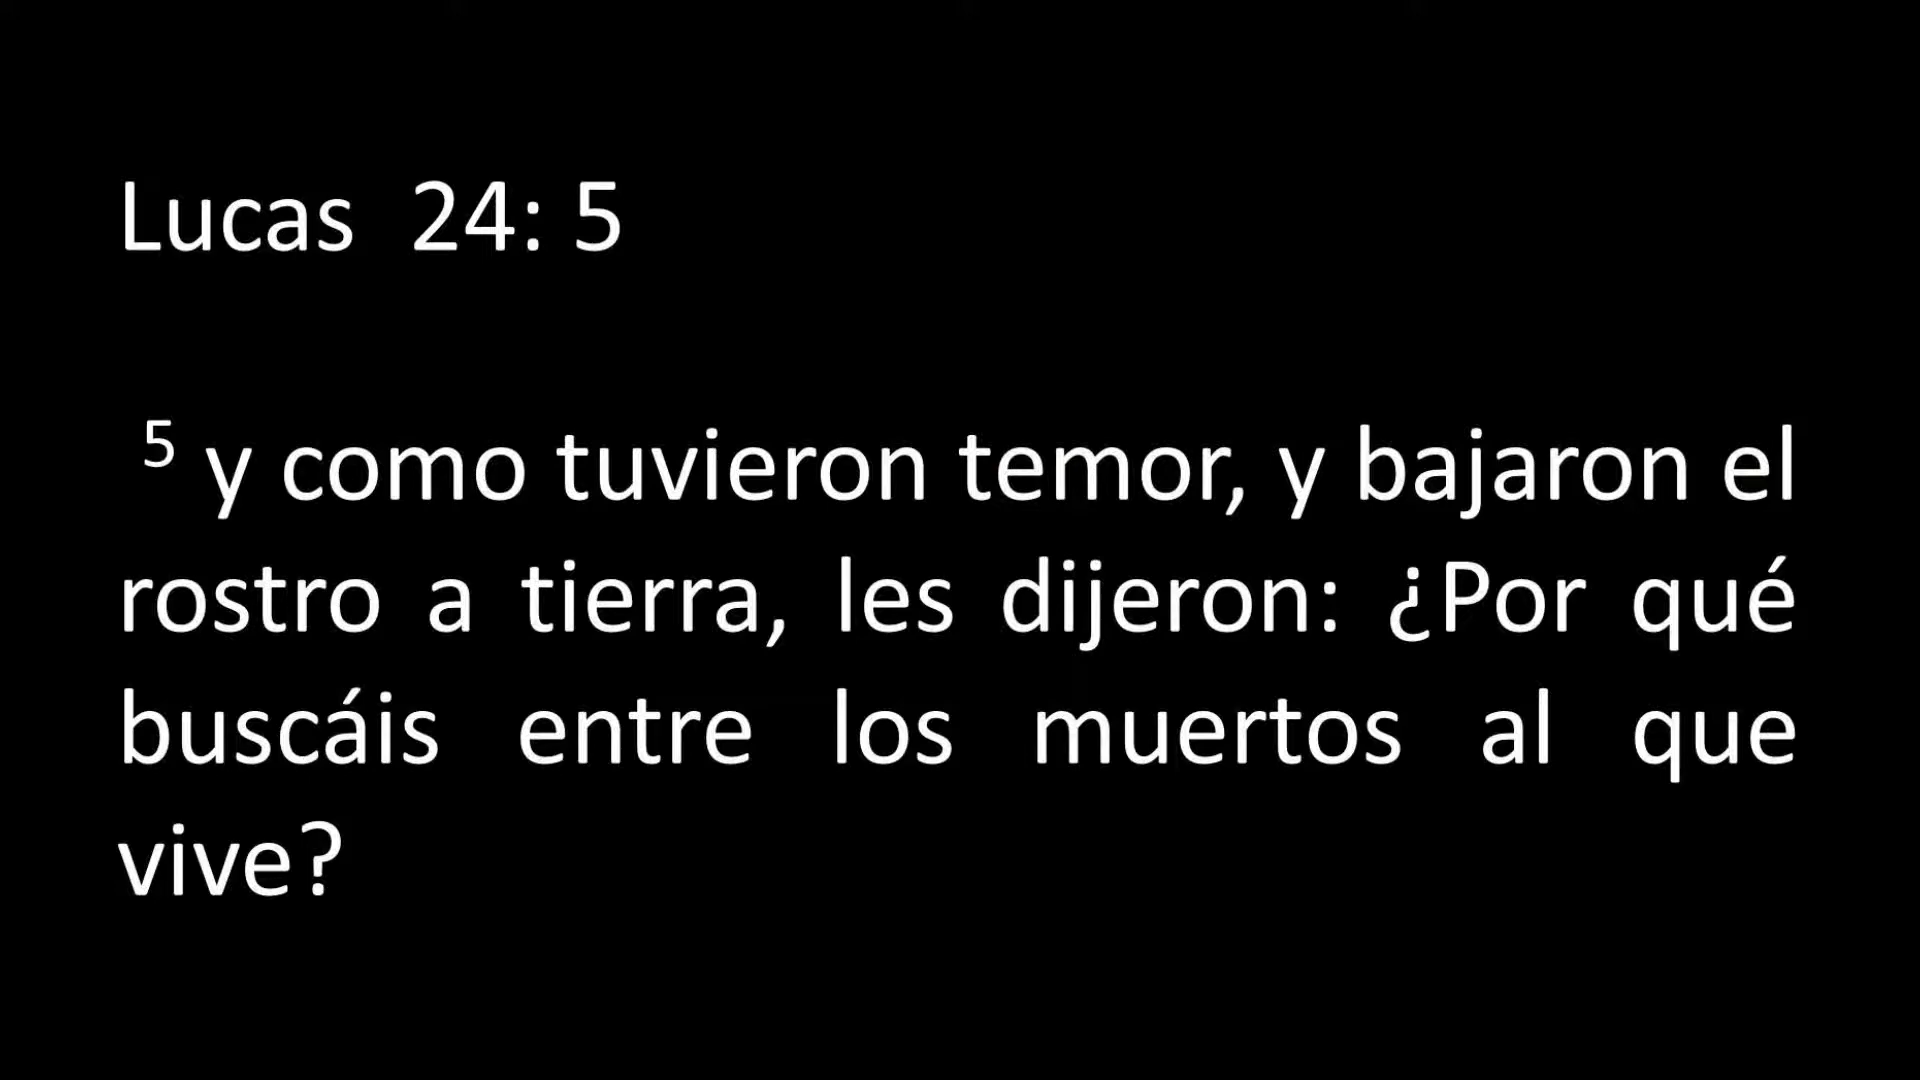 Lucas  24: 5
5 y como tuvieron temor, y bajaron el
rostro a tierra, les dijeron: ¿Por qué
buscáis entre los muertos al que
vive?